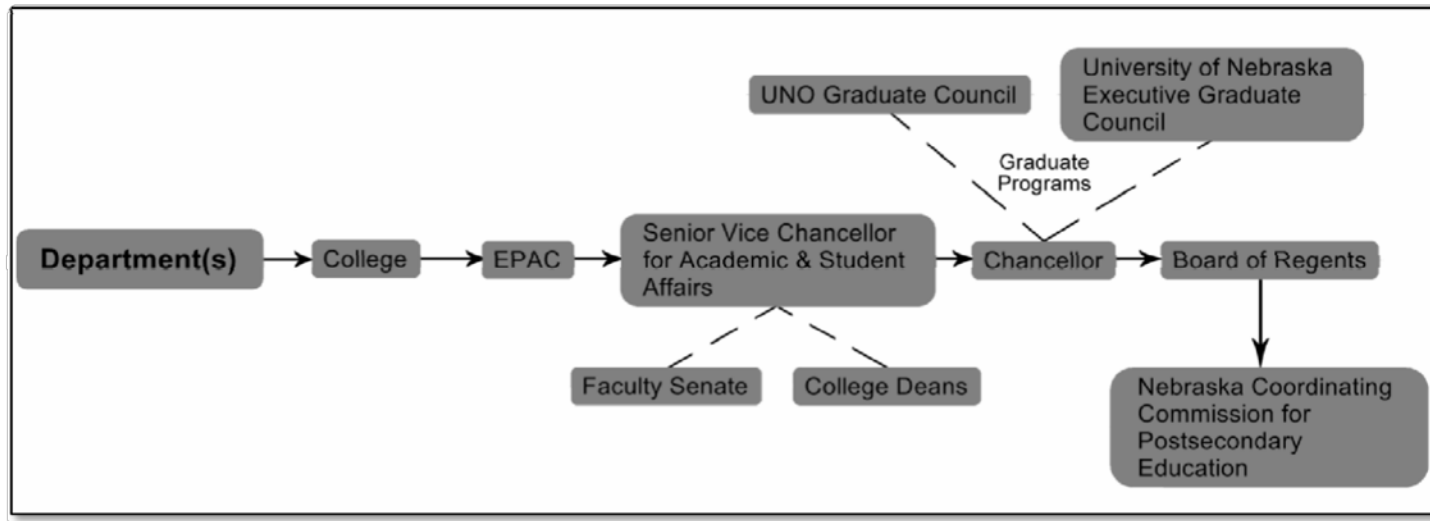 UNO Graduate Council
University of Nebraska
Executive Graduate
Council
Graduate
Programs
Department(s)
College
EPAC
Senior Vice Chancellor
for Academic & Student
Affairs
Chancellor
Board of Regents
Faculty Senate
College Deans
Nebraska Coordinating
Commission for
Postsecondary
Education